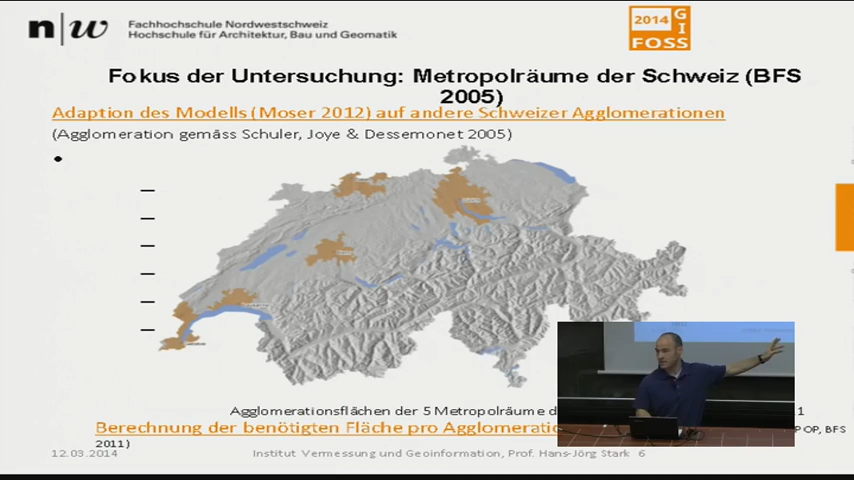 n|w Fachhochschule Nordwestschweiz
Hochschule für Architektur, Bau und Geomatik
2014 GI
FOSS
Fokus der Untersuchung: Metropolräume der Schweiz (BFS
2005)
Adaption des Modells (Moser 2012) auf andere Schweizer Agglomerationen
(Agglomeration gemäss Schuler, Joye & Dessemonet 2005)
Agglomerationsflächen der 5 Metropolräume d
1
Berechnung der benötigten Fläche pro Agglomeratio
POP, BFS
2011)
12.03.2014 Institut Vermessung und Geoinformation, Prof. Hans-Jörg Stark 6